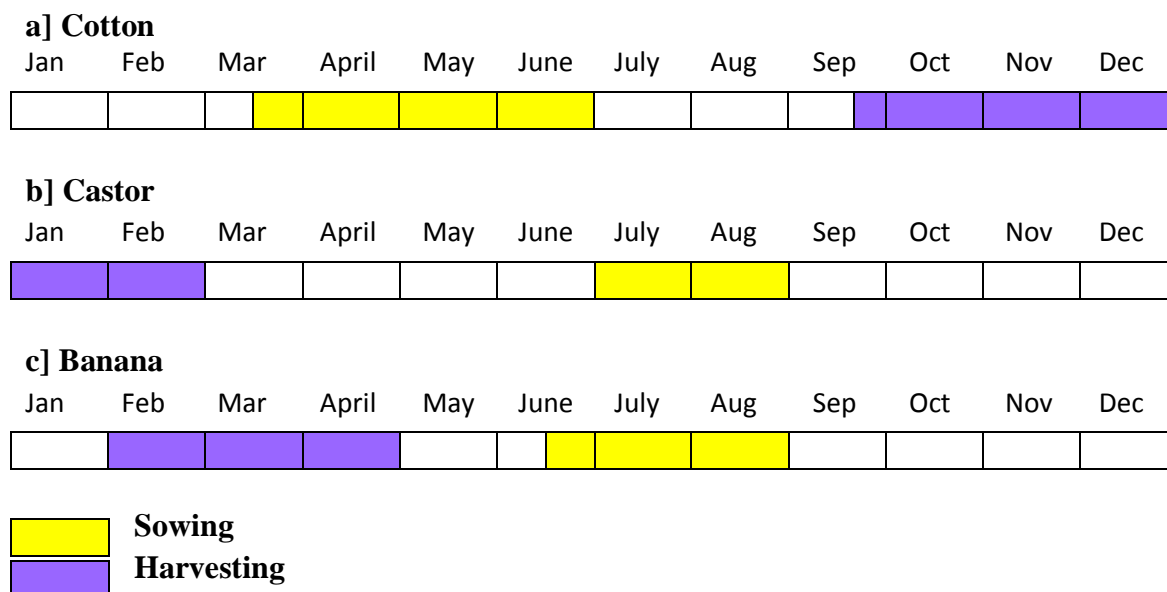 a] Cotton
Jan Feb Mar April May June July Aug Sep Oct Nov Dec
b] Castor
Jan Feb Mar April May June July Aug Sep Oct Nov Dec
c] Banana
Jan Feb Mar April May June July Aug Sep Oct Nov Dec
Sowing
Harvesting